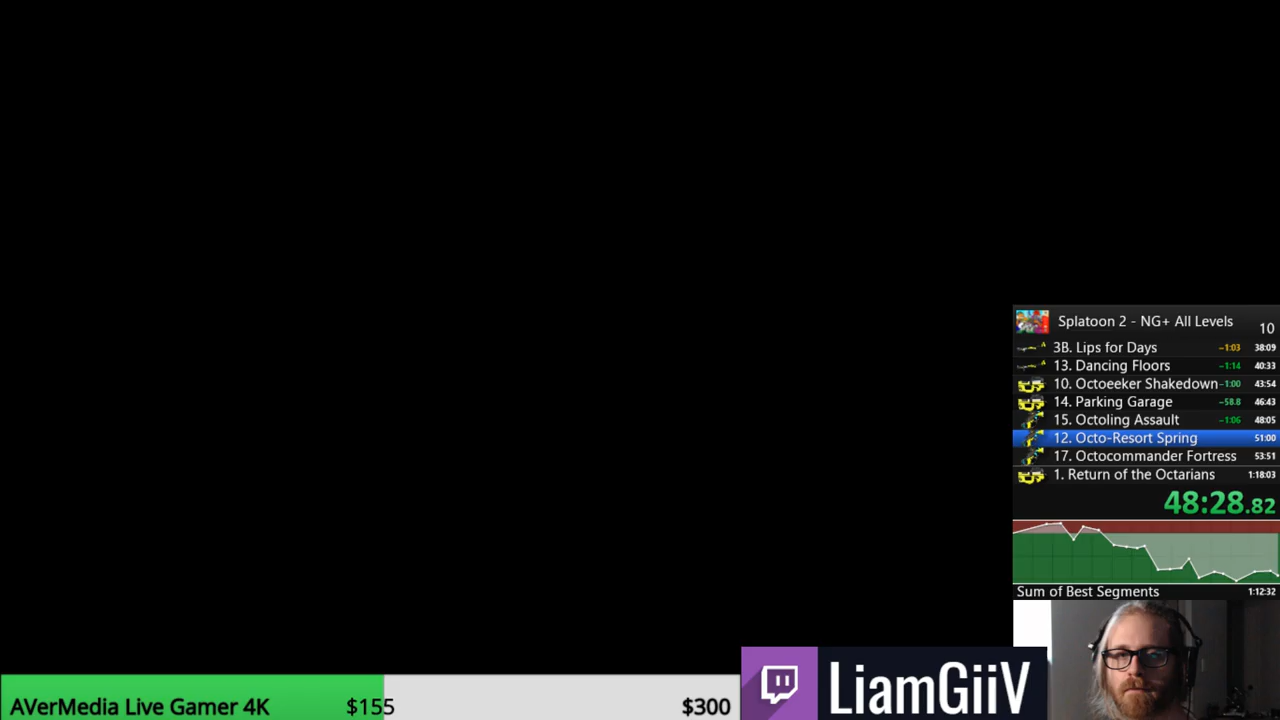 Splatoon 2 - NG+ All Levels 10
3B. Lips for Days -1:03 38:09
13. Dancing Floors -1:14 40:33
10. Octoeeker Shakedown -1:00 43:54
14. Parking Garage -58.8 46:43
15. Octoling Assault -1:06 48:05
12. Octo-Resort Spring 51:00
17. Octocommander Fortress 53:51
1. Return of the Octarians 1:18:03
48:28.82
Sum of Best Segments 1:12:32
LiamGiiV
AVerMedia Live Gamer 4K $155 $300